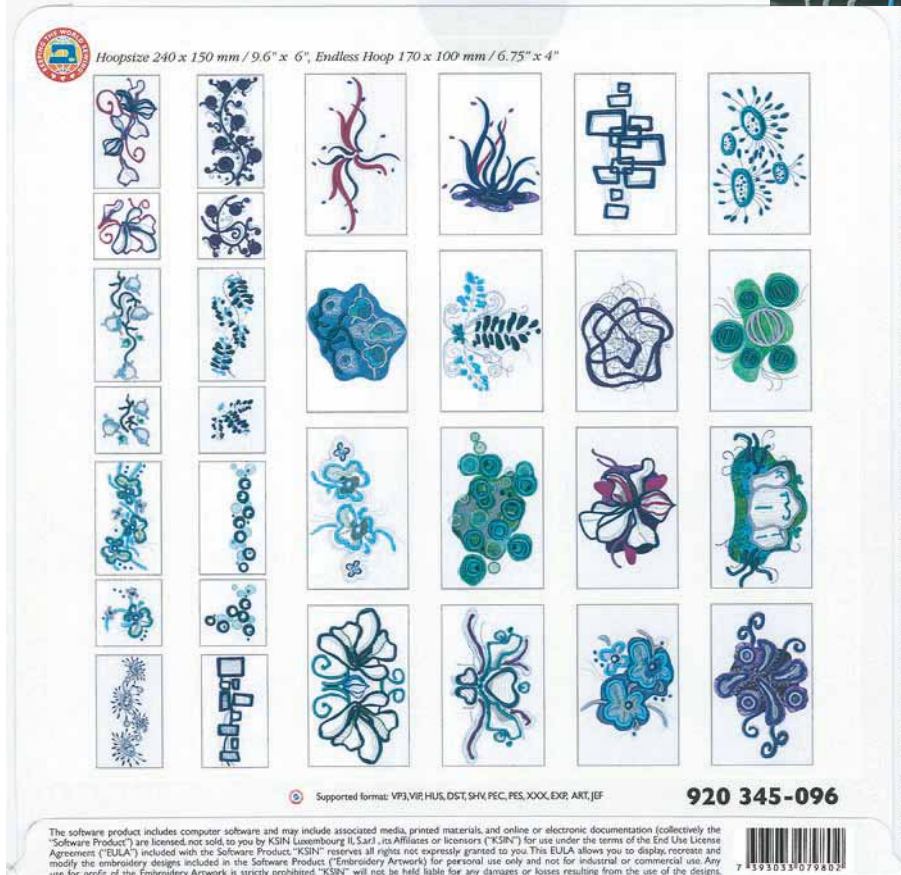 KEEPING THE WORLD SEWING
Hoopsize 240 x 150 mm / 9.6" x 6", Endless Hoop 170 x 100 mm / 6.75" x 4"
Supported format: VP3, VIP, HUS, DST, SHV, PEC, PES, XXX, EXP, ART, JEF
920 345-096
The software product includes computer software and may include associated media, printed materials, and online or electronic documentation (collectively the
"Software Product") are licensed, not sold, to you by KSIN Luxembourg II, S.ar.l , its Affiliates or licensors ("KSIN") for use under the terms of the End Use License
Agreement ("EULA") included with the Software Product. "KSIN" reserves all rights not expressly granted to you. This EULA allows you to display, recreate and
modify the embroidery designs included in the Software Product ("Embroidery Artwork") for personal use only and not for industrial or commercial use. Any
use for profit of the Embroidery Artwork is strictly prohibited. "KSIN" will not be held liable for any damages or losses resulting from the use of the designs.
7 393033 079802